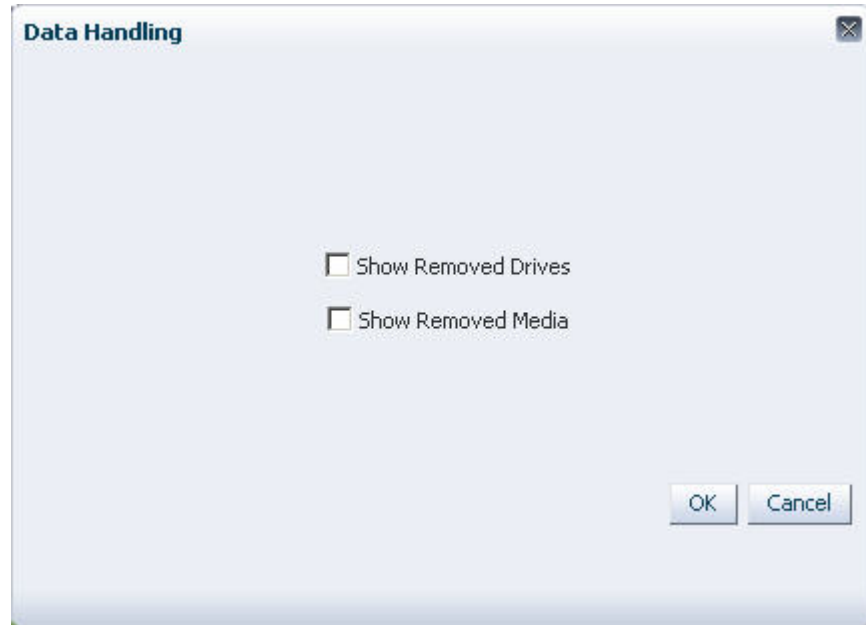 Data Handling
Show Removed Drives
Show Removed Media
OK Cancel